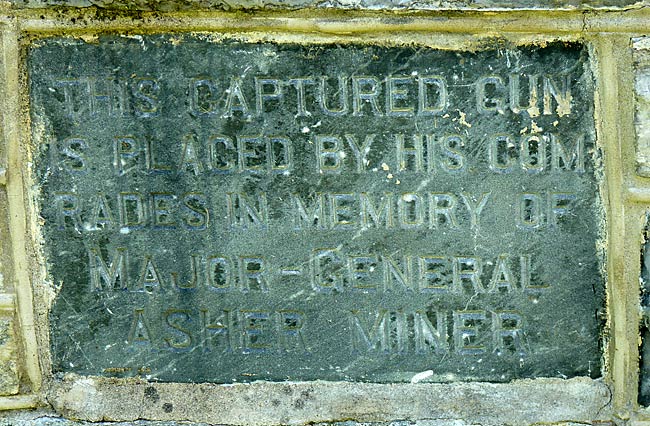 THIS CAPTURED GUN
IS PLACED BY HIS COM
RADES IN MEMORY OF
MAJOR-GENERAL
ASHER MINER